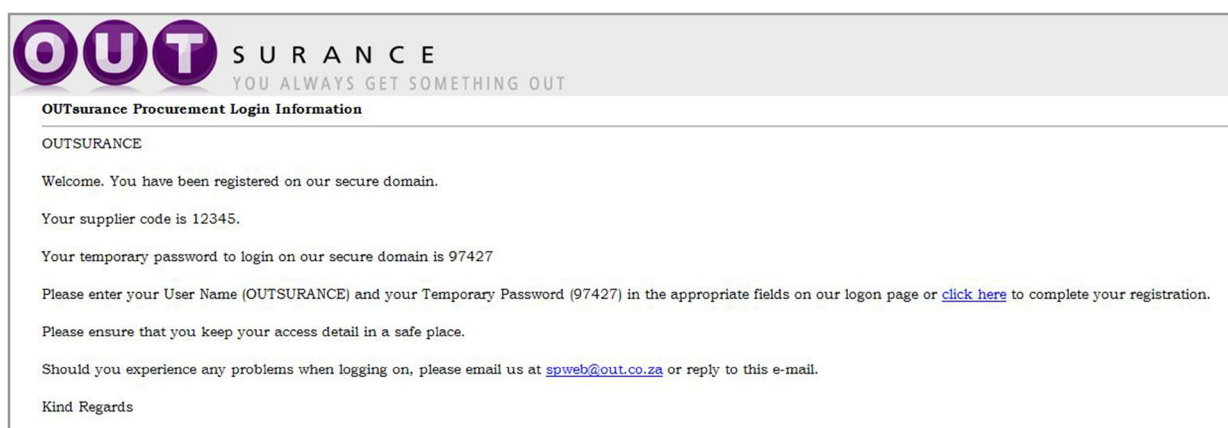 OUTSURANCE
YOU ALWAYS GET SOMETHING OUT
OUTsurance Procurement Login Information
OUTSURANCE
Welcome. You have been registered on our secure domain.
Your supplier code is 12345.
Your temporary password to login on our secure domain is 97427
Please enter your User Name (OUTSURANCE) and your Temporary Password (97427) in the appropriate fields on our logon page or click here to complete your registration.
Please ensure that you keep your access detail in a safe place.
Should you experience any problems when logging on, please email us at spweb@out.co.za or reply to this e-mail.
Kind Regards